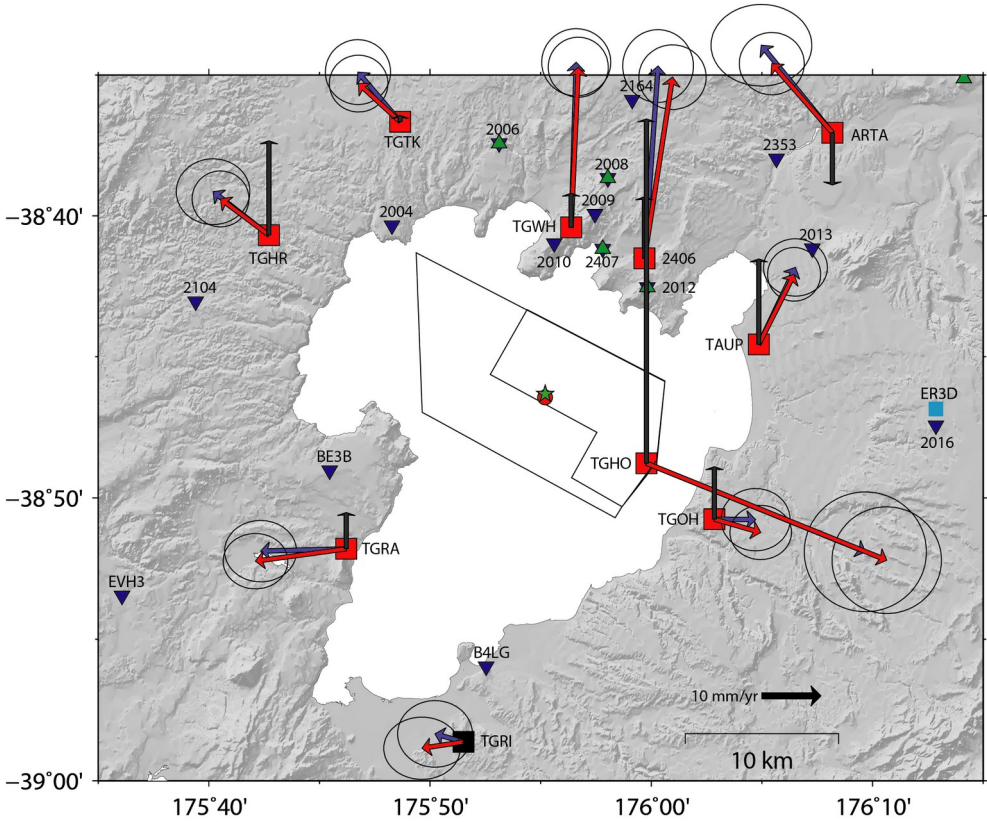 2164
TGTK
2006
ARTA
2353
2008
−38°40'
2004
2009
TGWH
2013
TGHR
2010
2407
2406
2104
2012
TAUP
ER3D
2016
BE3B
TGHO
−38°50'
TGOH
TGRA
EVH3
B4LG
10 mm/yr
TGRI
10 km
−39°00'
175°40'
175°50'
176°00'
176°10'